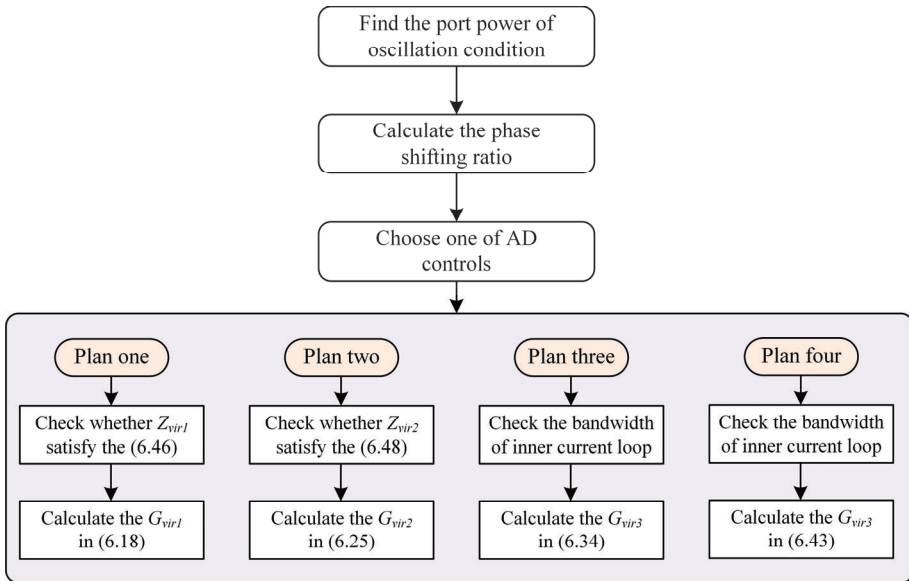 Find the port power of
oscillation condition
Calculate the phase
shifting ratio
Choose one of AD
controls
Plan one
Check whether Zvir1
satisfy the (6.46)
Calculate the Gvir1
in (6.18)
Plan two
Check whether Zvir2
satisfy the (6.48)
Calculate the Gvir2
in (6.25)
Plan three
Check the bandwidth
of inner current loop
Calculate the Gvir3
in (6.34)
Plan four
Check the bandwidth
of inner current loop
Calculate the Gvir3
in (6.43)